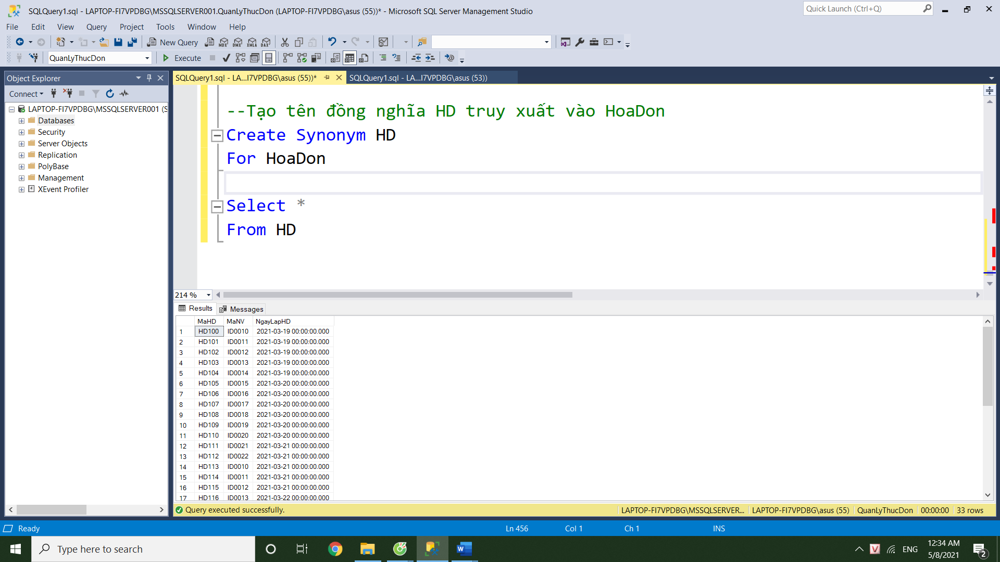 SQLQuery1.sql - LAPTOP-FI7VPDBG\MSSQLSERVER001.QuanLyThucDon (LAPTOP-FI7VPDBG\asus (55))* - Microsoft SQL Server Management Studio
Quick Launch (Ctrl+Q)
File Edit View Query Project Tools Window Help
New Query MDX DMX XMLA DAX
QuanLyThucDon Execute
Object Explorer
SQLQuery1.sql - LA...I7VPDBG\asus (55))*
SQLQuery1.sql - LA...I7VPDBG\asus (53))
Connect
LAPTOP-FI7VPDBG\MSSQLSERVER001 (S
Databases
Security
Server Objects
Replication
PolyBase
Management
XEvent Profiler
--Tạo tên đồng nghĩa HD truy xuất vào HoaDon
Create Synonym HD
For HoaDon
Select *
From HD
214 %
Results Messages
MaHD MaNV NgayLapHD
1 HD100 ID0010 2021-03-19 00:00:00.000
2 HD101 ID0011 2021-03-19 00:00:00.000
3 HD102 ID0012 2021-03-19 00:00:00.000
4 HD103 ID0013 2021-03-19 00:00:00.000
5 HD104 ID0014 2021-03-19 00:00:00.000
6 HD105 ID0015 2021-03-20 00:00:00.000
7 HD106 ID0016 2021-03-20 00:00:00.000
8 HD107 ID0017 2021-03-20 00:00:00.000
9 HD108 ID0018 2021-03-20 00:00:00.000
10 HD109 ID0019 2021-03-20 00:00:00.000
11 HD110 ID0020 2021-03-20 00:00:00.000
12 HD111 ID0021 2021-03-21 00:00:00.000
13 HD112 ID0022 2021-03-21 00:00:00.000
14 HD113 ID0010 2021-03-21 00:00:00.000
15 HD114 ID0011 2021-03-21 00:00:00.000
16 HD115 ID0012 2021-03-21 00:00:00.000
17 HD116 ID0013 2021-03-22 00:00:00.000
Query executed successfully.
LAPTOP-FI7VPDBG\MSSQLSERVER... LAPTOP-FI7VPDBG\asus (55) QuanLyThucDon 00:00:00 33 rows
Ready
Ln 456 Col 1 Ch 1 INS
Type here to search
ENG
12:34 AM
5/8/2021
2